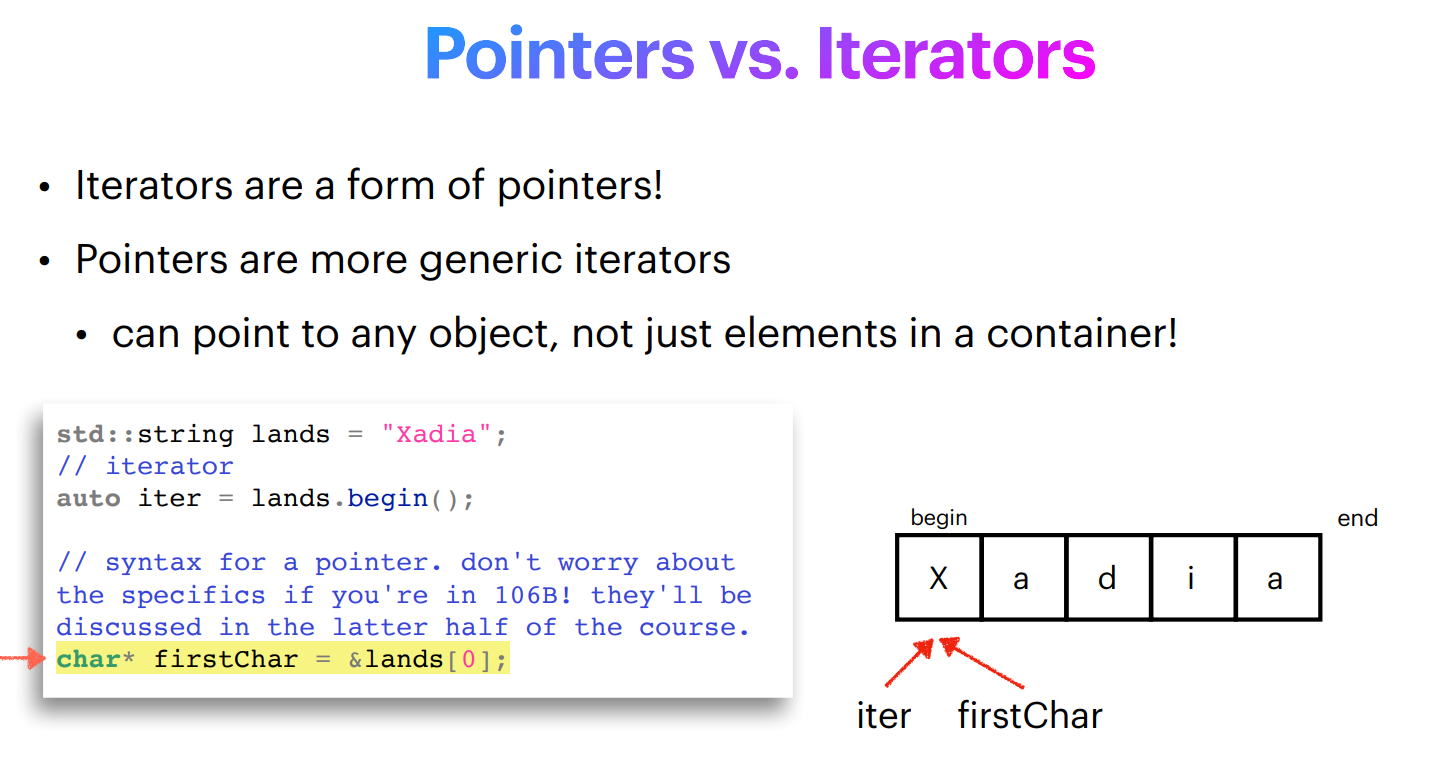 Pointers vs. Iterators
• Iterators are a form of pointers!
• Pointers are more generic iterators
• can point to any object, not just elements in a container!
std::string lands = "Xadia";
// iterator
auto iter = lands.begin();
// syntax for a pointer. don't worry about
the specifics if you're in 106B! they'll be
discussed in the latter half of the course.
char* firstChar = &lands[0];
begin end
X a d i a
iter firstChar